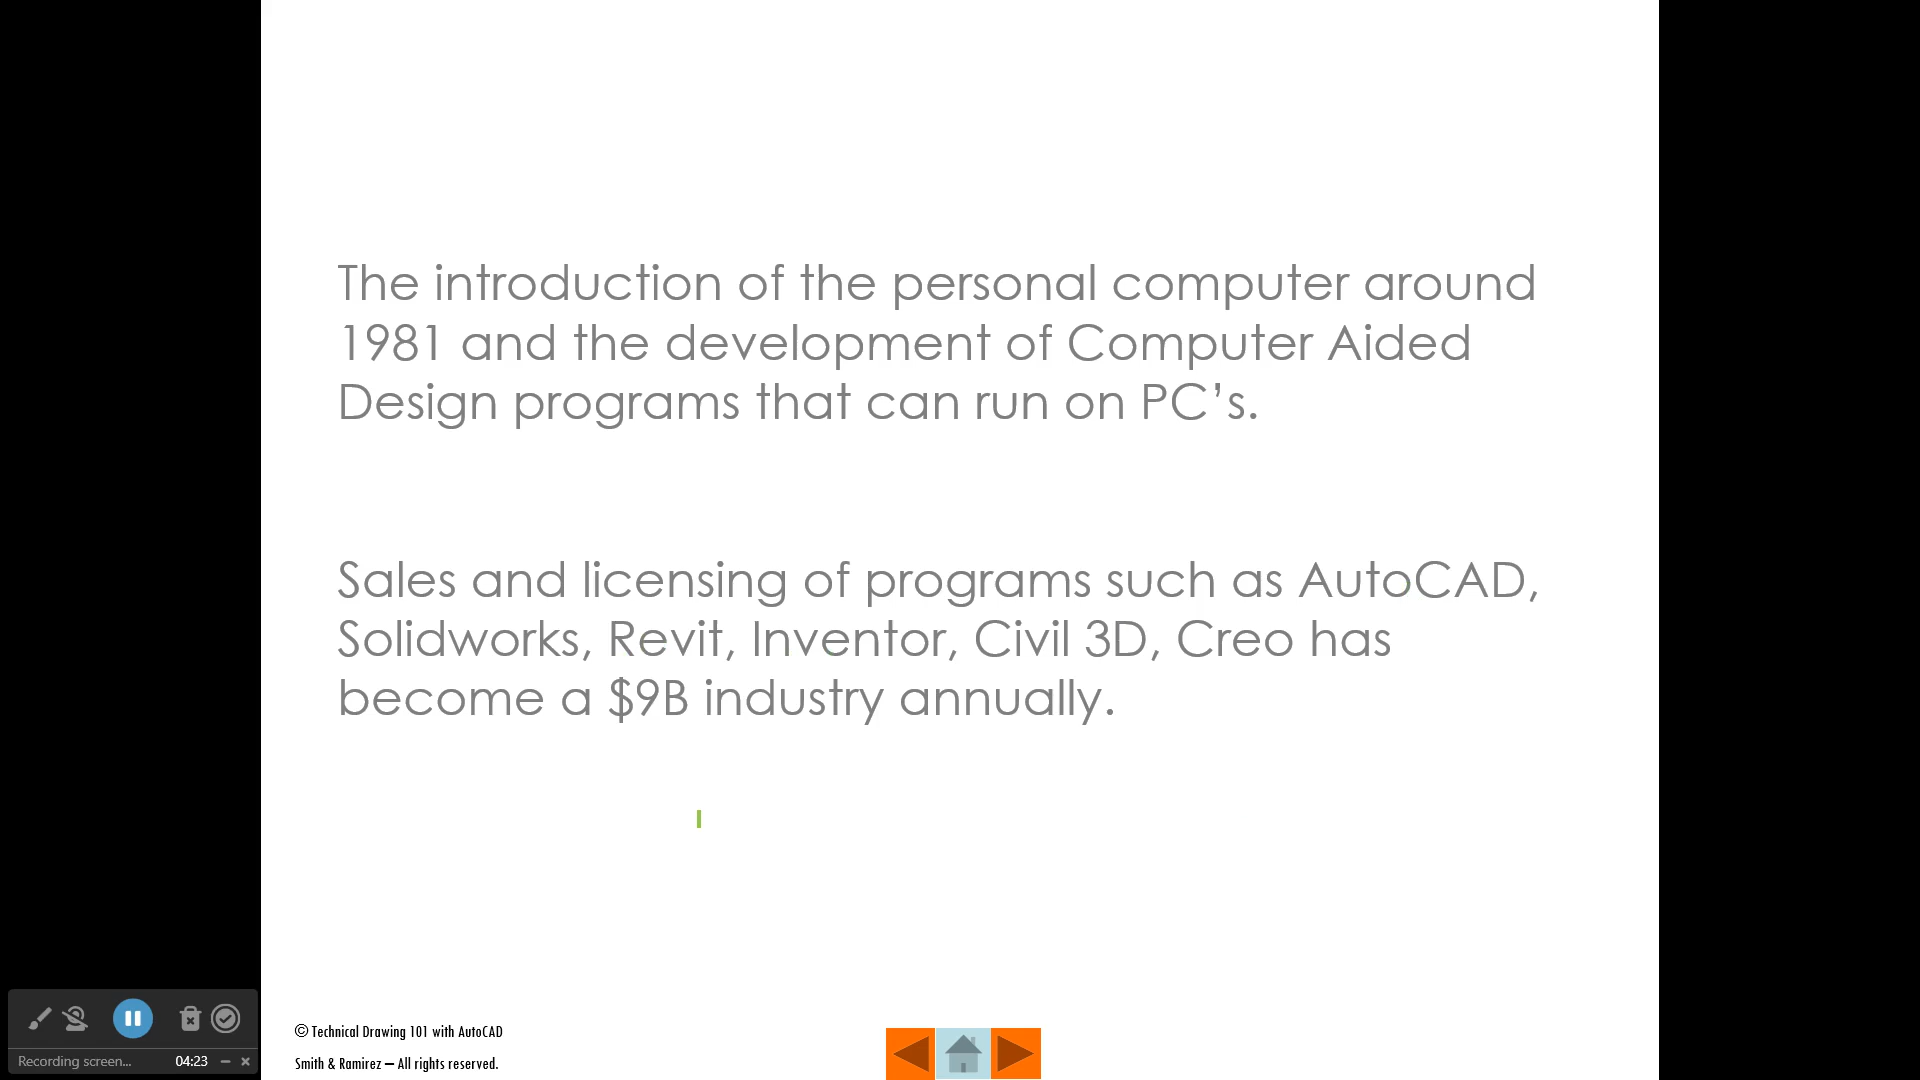 The introduction of the personal computer around
1981 and the development of Computer Aided
Design programs that can run on PC’s.
Sales and licensing of programs such as AutoCAD,
Solidworks, Revit, Inventor, Civil 3D, Creo has
become a $9B industry annually.
© Technical Drawing 101 with AutoCAD
Smith & Ramirez – All rights reserved.
Recording screen... 04:23